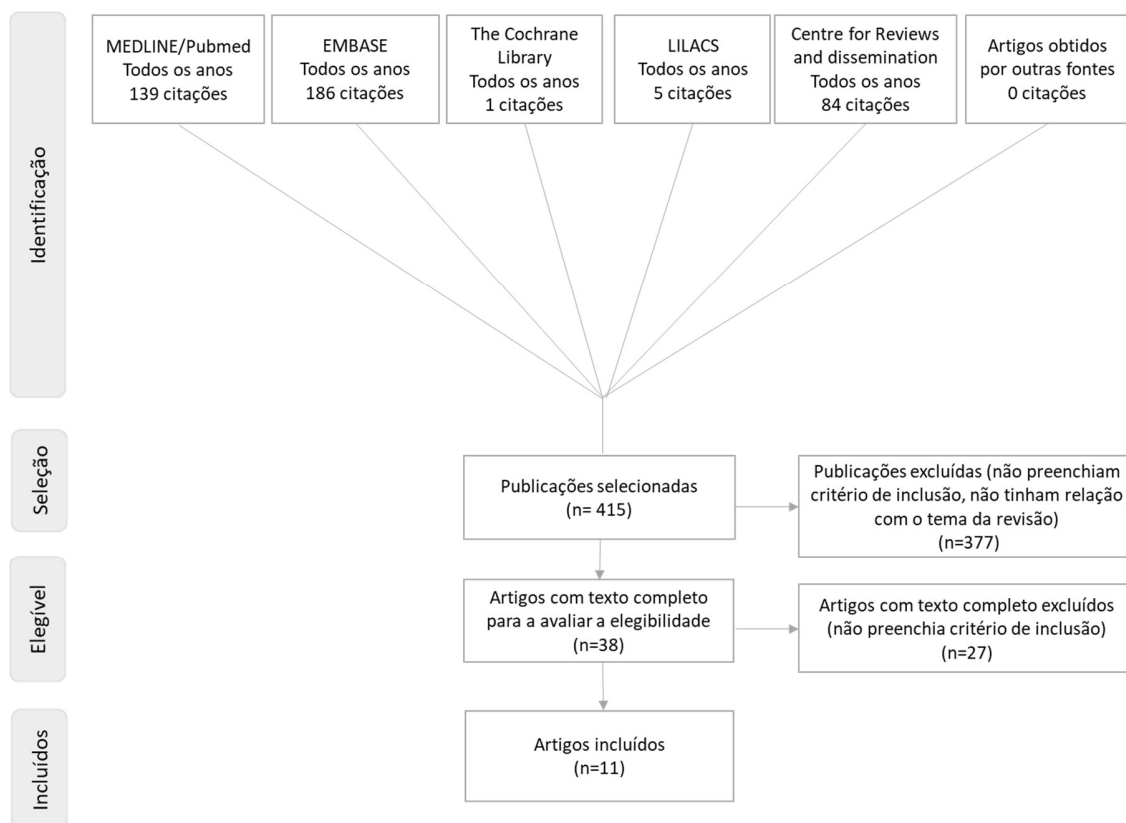 Identificação
MEDLINE/Pubmed
Todos os anos
139 citações
EMBASE
Todos os anos
186 citações
The Cochrane
Library
Todos os anos
1 citações
LILACS
Todos os anos
5 citações
Centre for Reviews
and dissemination
Todos os anos
84 citações
Artigos obtidos
por outras fontes
0 citações
Seleção
Publicações selecionadas
(n= 415)
Publicações excluídas (não preenchiam
critério de inclusão, não tinham relação
com o tema da revisão)
(n=377)
Elegível
Artigos com texto completo
para a avaliar a elegibilidade
(n=38)
Artigos com texto completo excluídos
(não preenchia critério de inclusão)
(n=27)
Incluídos
Artigos incluídos
(n=11)